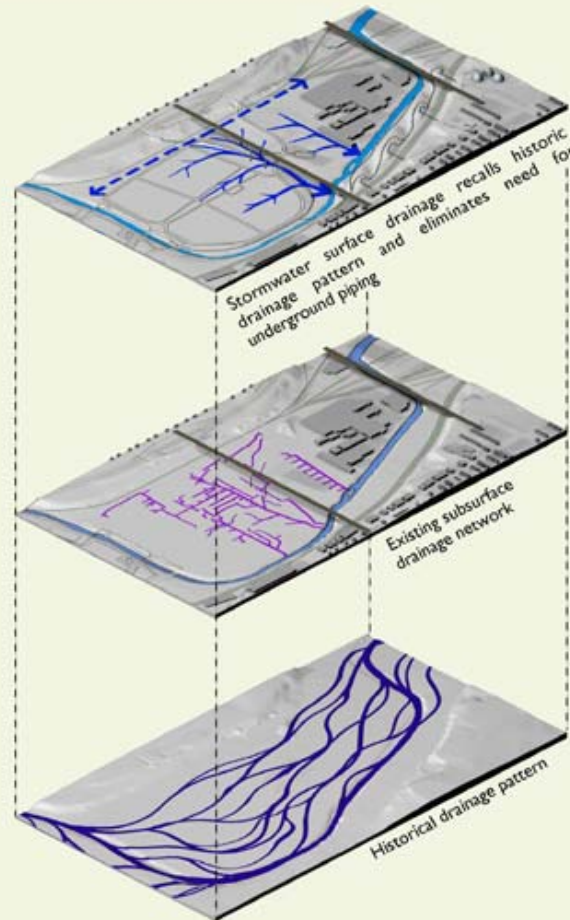 Stormwater surface drainage recalls historic
drainage pattern and eliminates need for
underground piping
Existing subsurface
drainage network
Historical drainage pattern